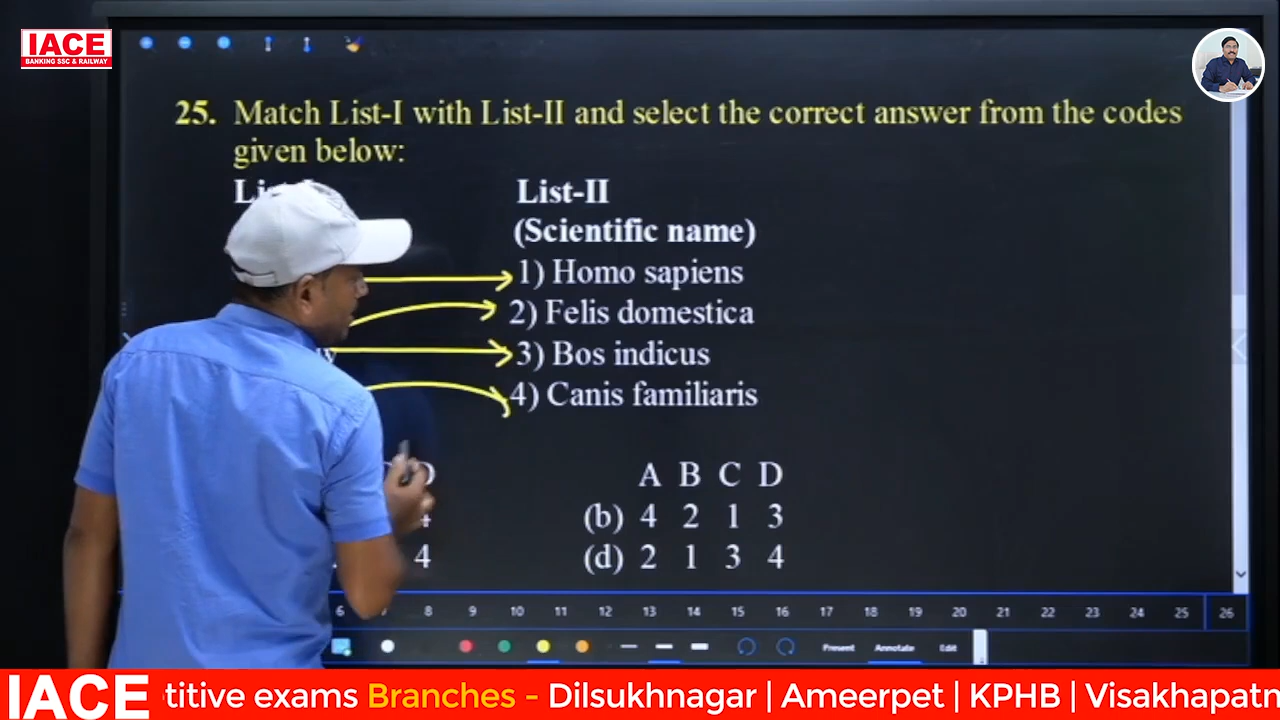 IACE
BANKING SSC & RAILWAY
25. Match List-I with List-II and select the correct answer from the codes
given below:
List-II
(Scientific name)
1) Homo sapiens
2) Felis domestica
3) Bos indicus
4) Canis familiaris
D A B C D
4 (b) 4 2 1 3
4 (d) 2 1 3 4
6 7 8 9 10 11 12 13 14 15 16 17 18 19 20 21 22 23 24 25 26
Present Annotate Edit
IACE titive exams Branches - Dilsukhnagar | Ameerpet | KPHB | Visakhapatn